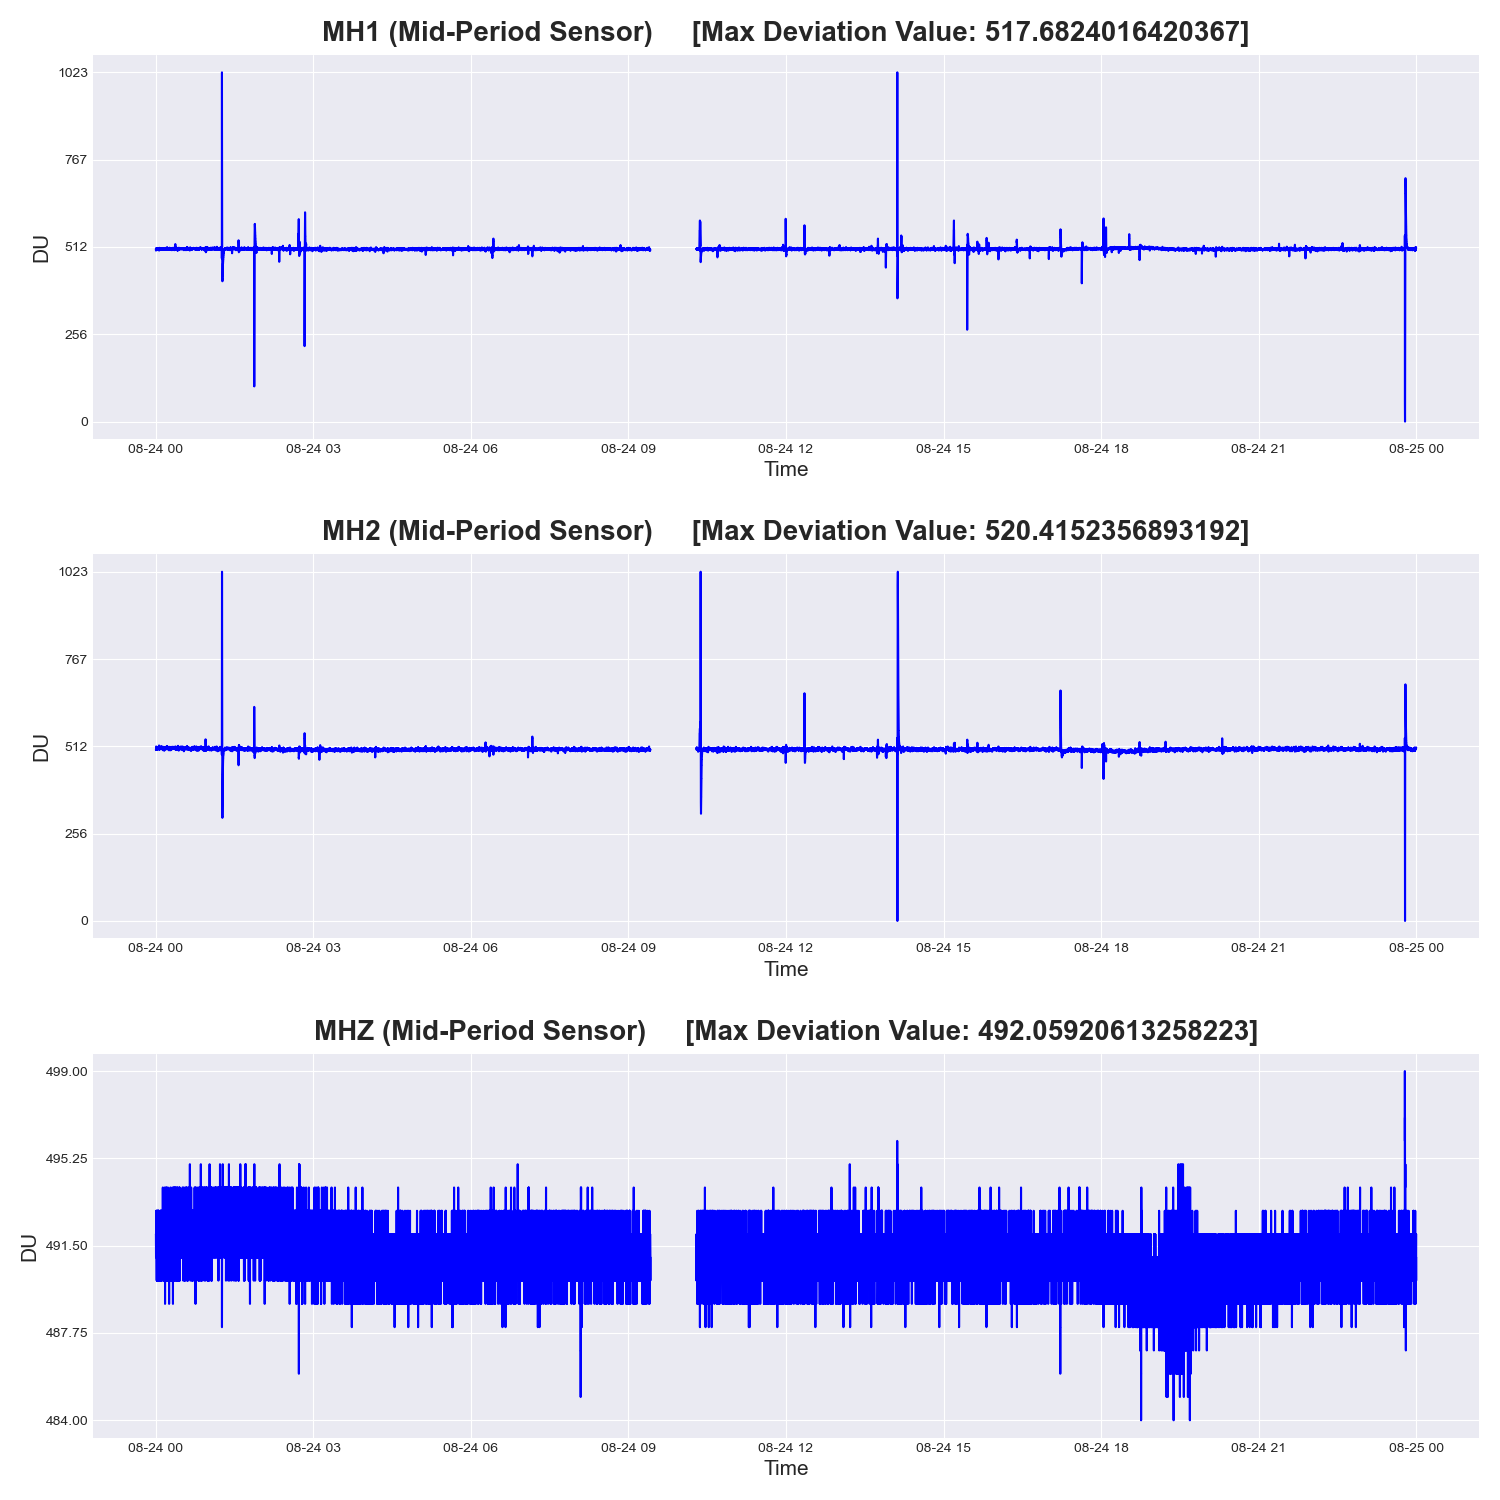 MH1 (Mid-Period Sensor) [Max Deviation Value: 517.6824016420367]
1023
767
512
256
0
DU
08-24 00 08-24 03 08-24 06 08-24 09 08-24 12 08-24 15 08-24 18 08-24 21 08-25 00
Time
MH2 (Mid-Period Sensor) [Max Deviation Value: 520.4152356893192]
1023
767
512
256
0
DU
08-24 00 08-24 03 08-24 06 08-24 09 08-24 12 08-24 15 08-24 18 08-24 21 08-25 00
Time
MHZ (Mid-Period Sensor) [Max Deviation Value: 492.05920613258223]
499.00
495.25
491.50
487.75
484.00
DU
08-24 00 08-24 03 08-24 06 08-24 09 08-24 12 08-24 15 08-24 18 08-24 21 08-25 00
Time